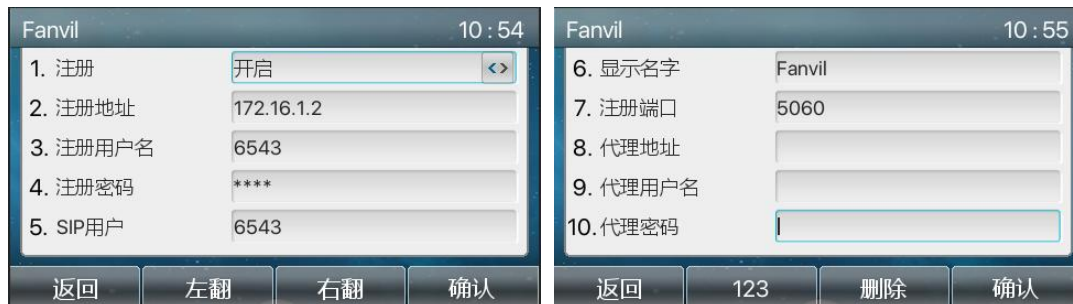 Fanvil 10:54
1. 注册 开启 <>
2. 注册地址 172.16.1.2
3. 注册用户名 6543
4. 注册密码 ****
5. SIP用户 6543
返回 左翻 右翻 确认
Fanvil 10:55
6. 显示名字 Fanvil
7. 注册端口 5060
8. 代理地址
9. 代理用户名
10. 代理密码
返回 123 删除 确认